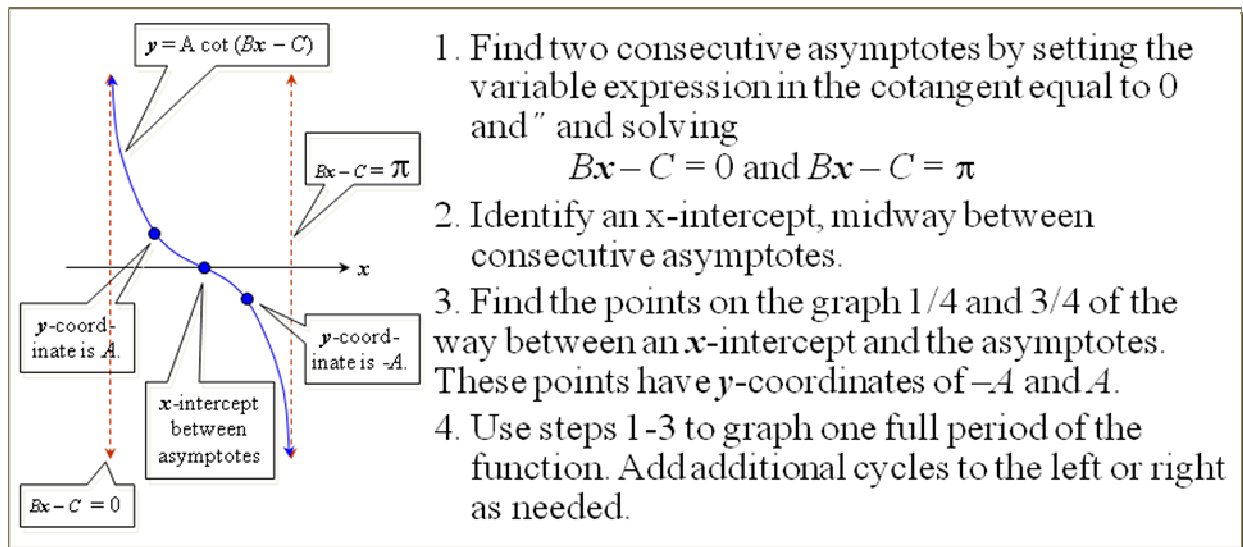 y = A cot (Bx – C)
Bx – C = π
x
y-coord-
inate is A.
y-coord-
inate is -A.
x-intercept
between
asymptotes
Bx – C = 0
1. Find two consecutive asymptotes by setting the
variable expression in the cotangent equal to 0
and ″ and solving
Bx – C = 0 and Bx – C = π
2. Identify an x-intercept, midway between
consecutive asymptotes.
3. Find the points on the graph 1/4 and 3/4 of the
way between an x-intercept and the asymptotes.
These points have y-coordinates of –A and A.
4. Use steps 1-3 to graph one full period of the
function. Add additional cycles to the left or right
as needed.